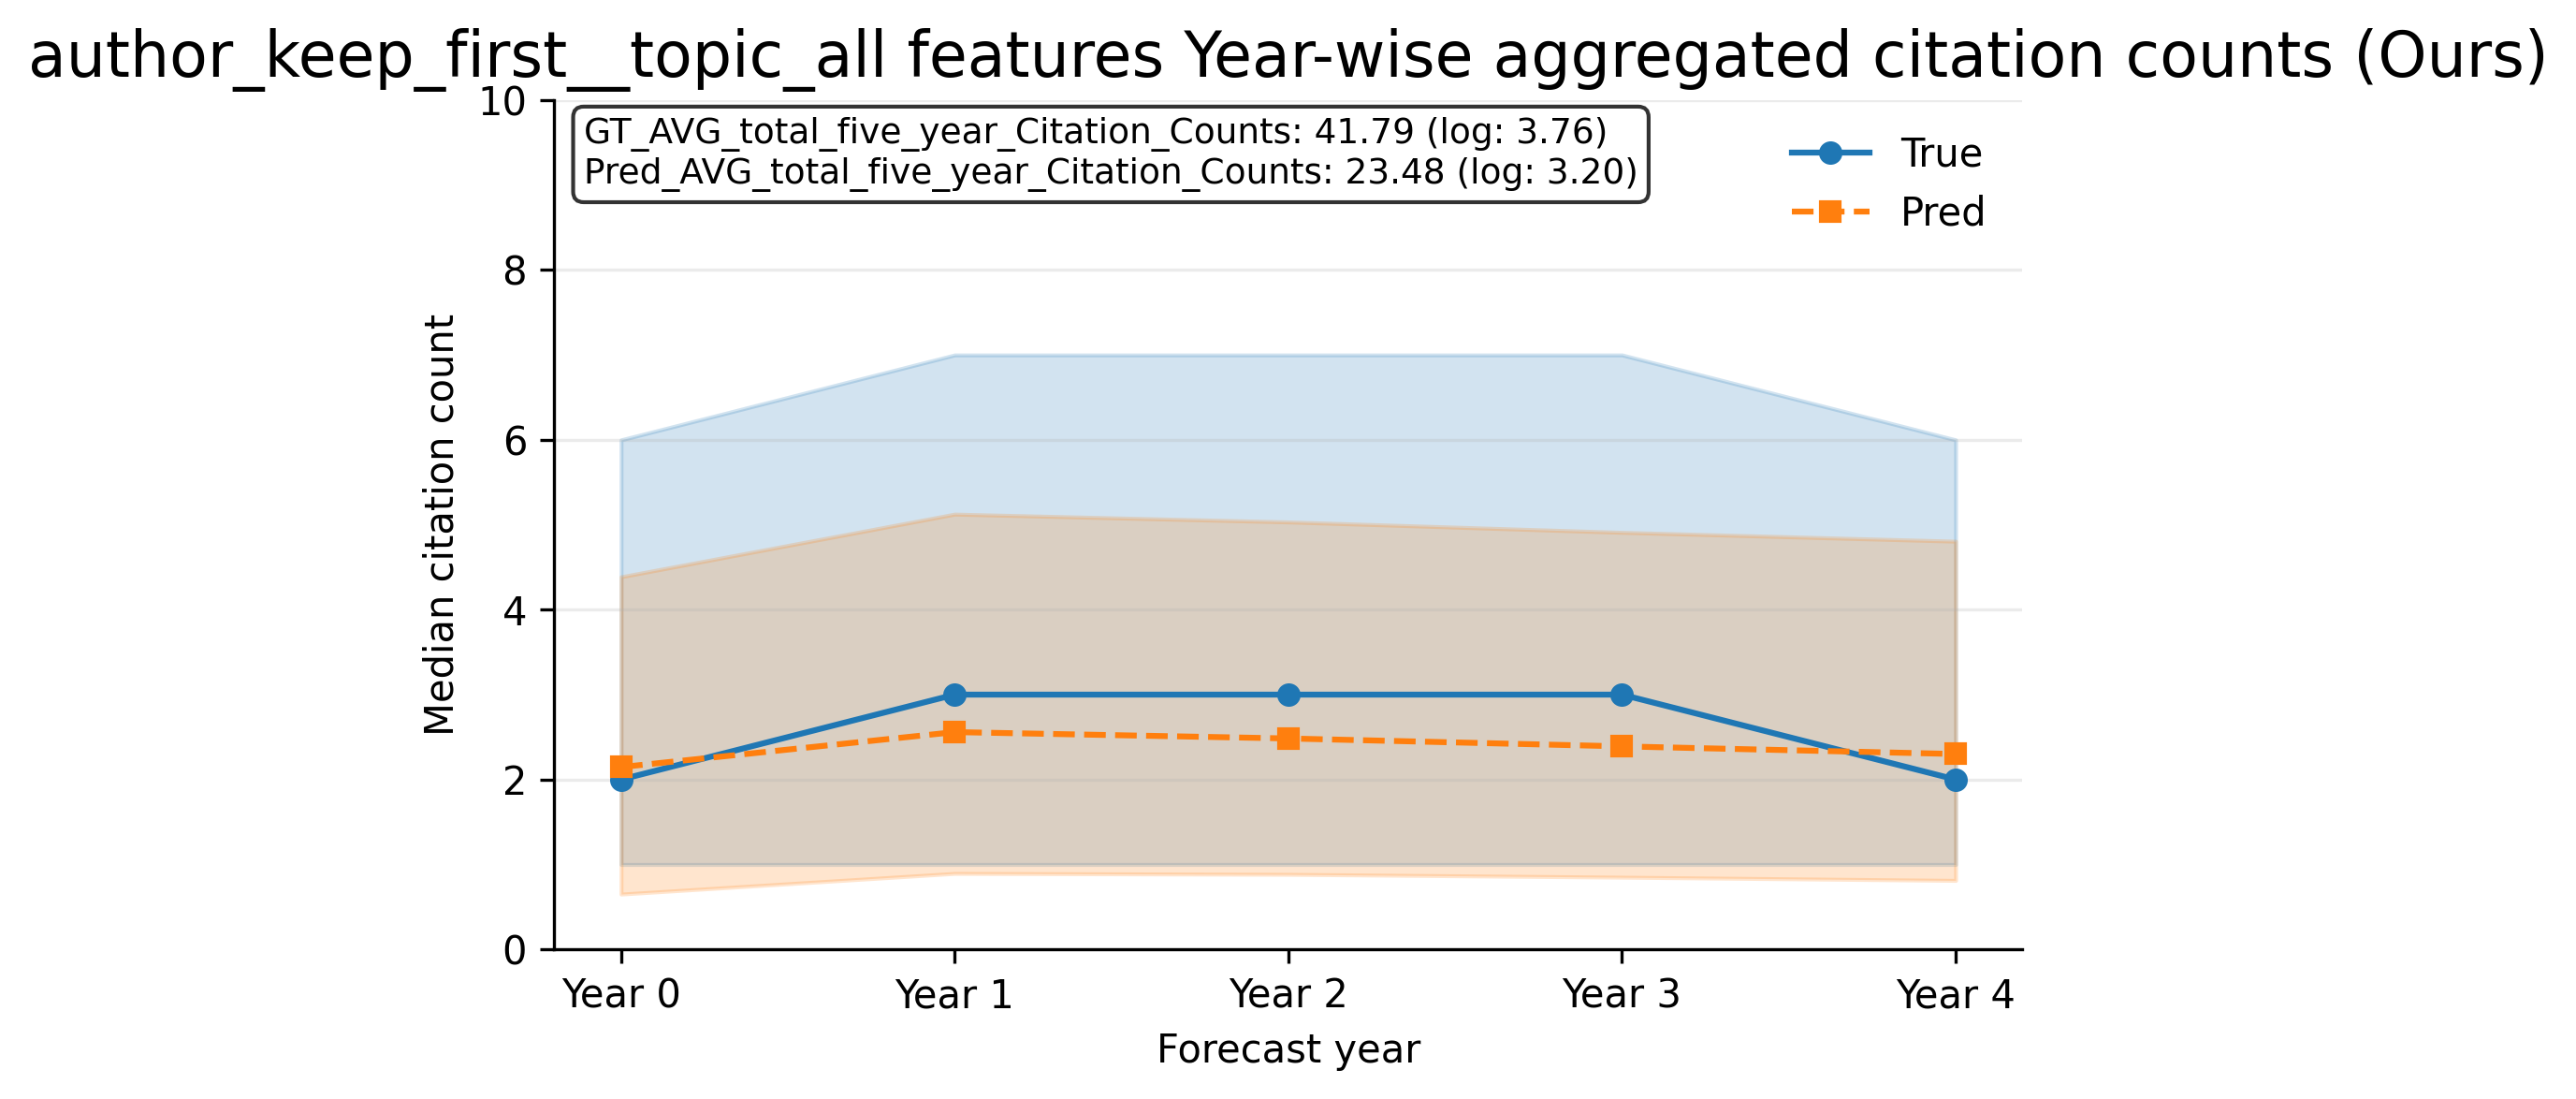 author_keep_first__topic_all features Year-wise aggregated citation counts (Ours)
GT_AVG_total_five_year_Citation_Counts: 41.79 (log: 3.76)
Pred_AVG_total_five_year_Citation_Counts: 23.48 (log: 3.20)
True
Pred
Median citation count
10
8
6
4
2
0
Year 0
Year 1
Year 2
Year 3
Year 4
Forecast year